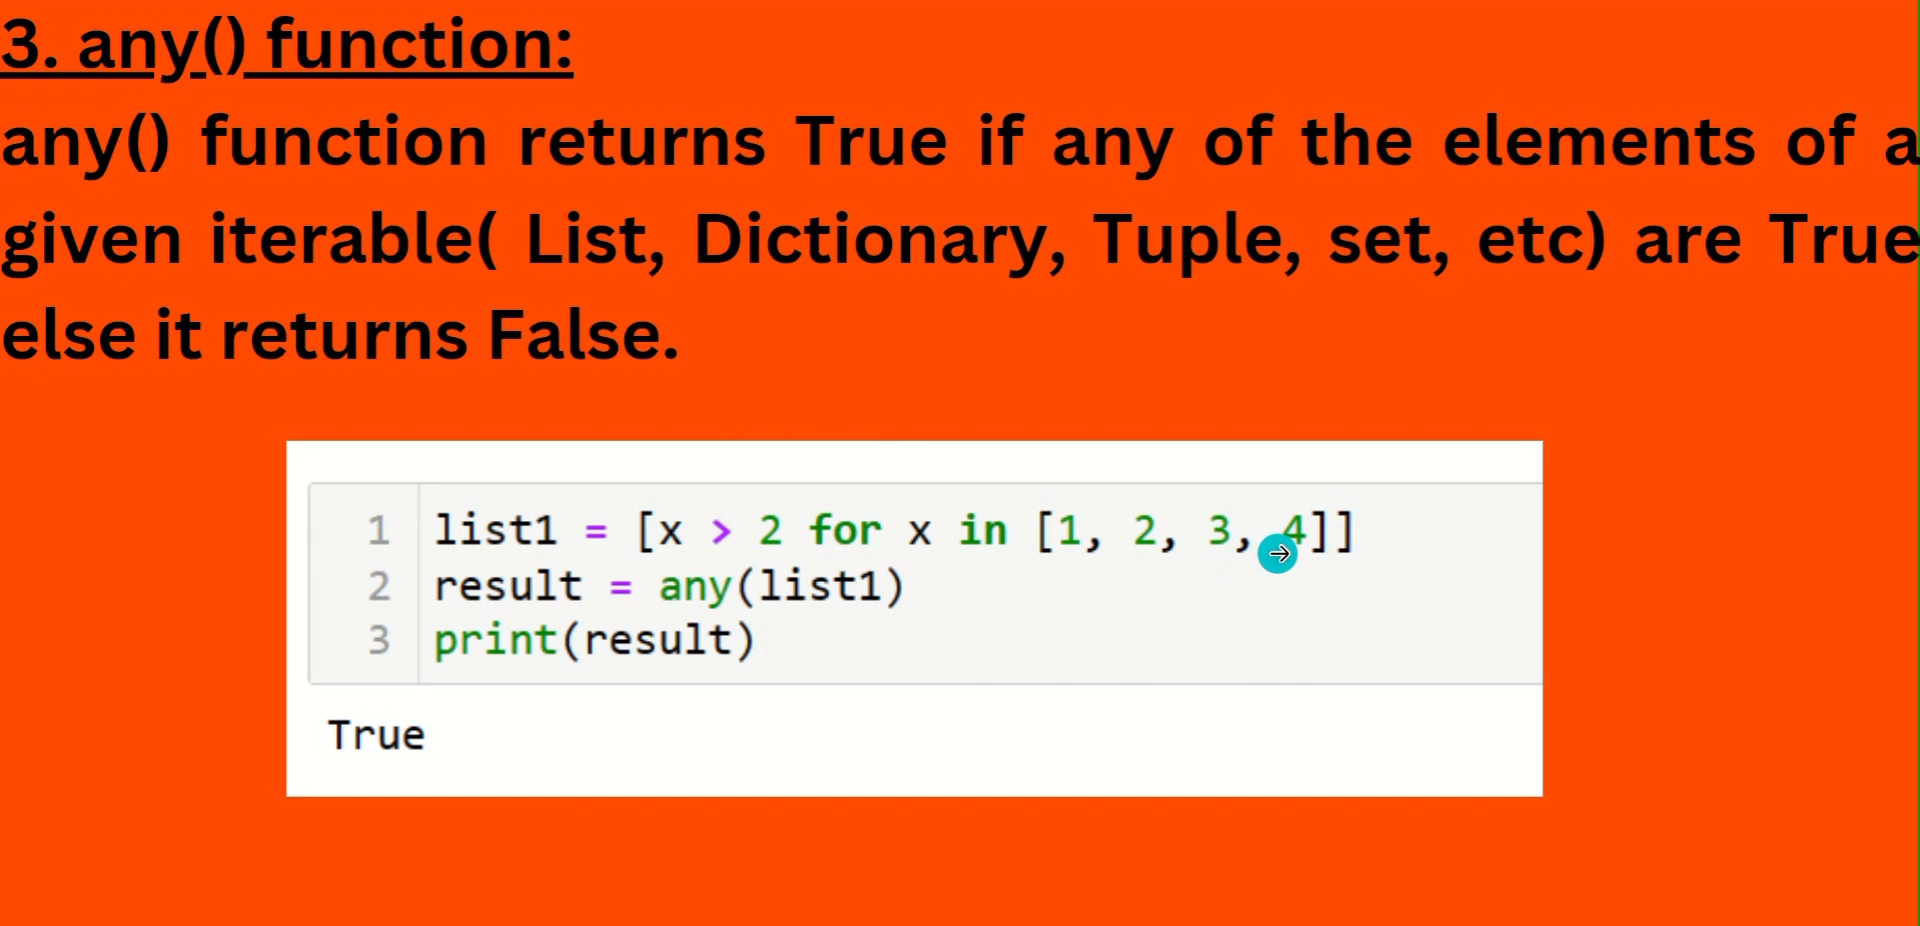 3. any() function:
any() function returns True if any of the elements of a
given iterable( List, Dictionary, Tuple, set, etc) are True
else it returns False.
1 list1 = [x > 2 for x in [1, 2, 3, 4]]
2 result = any(list1)
3 print(result)
True